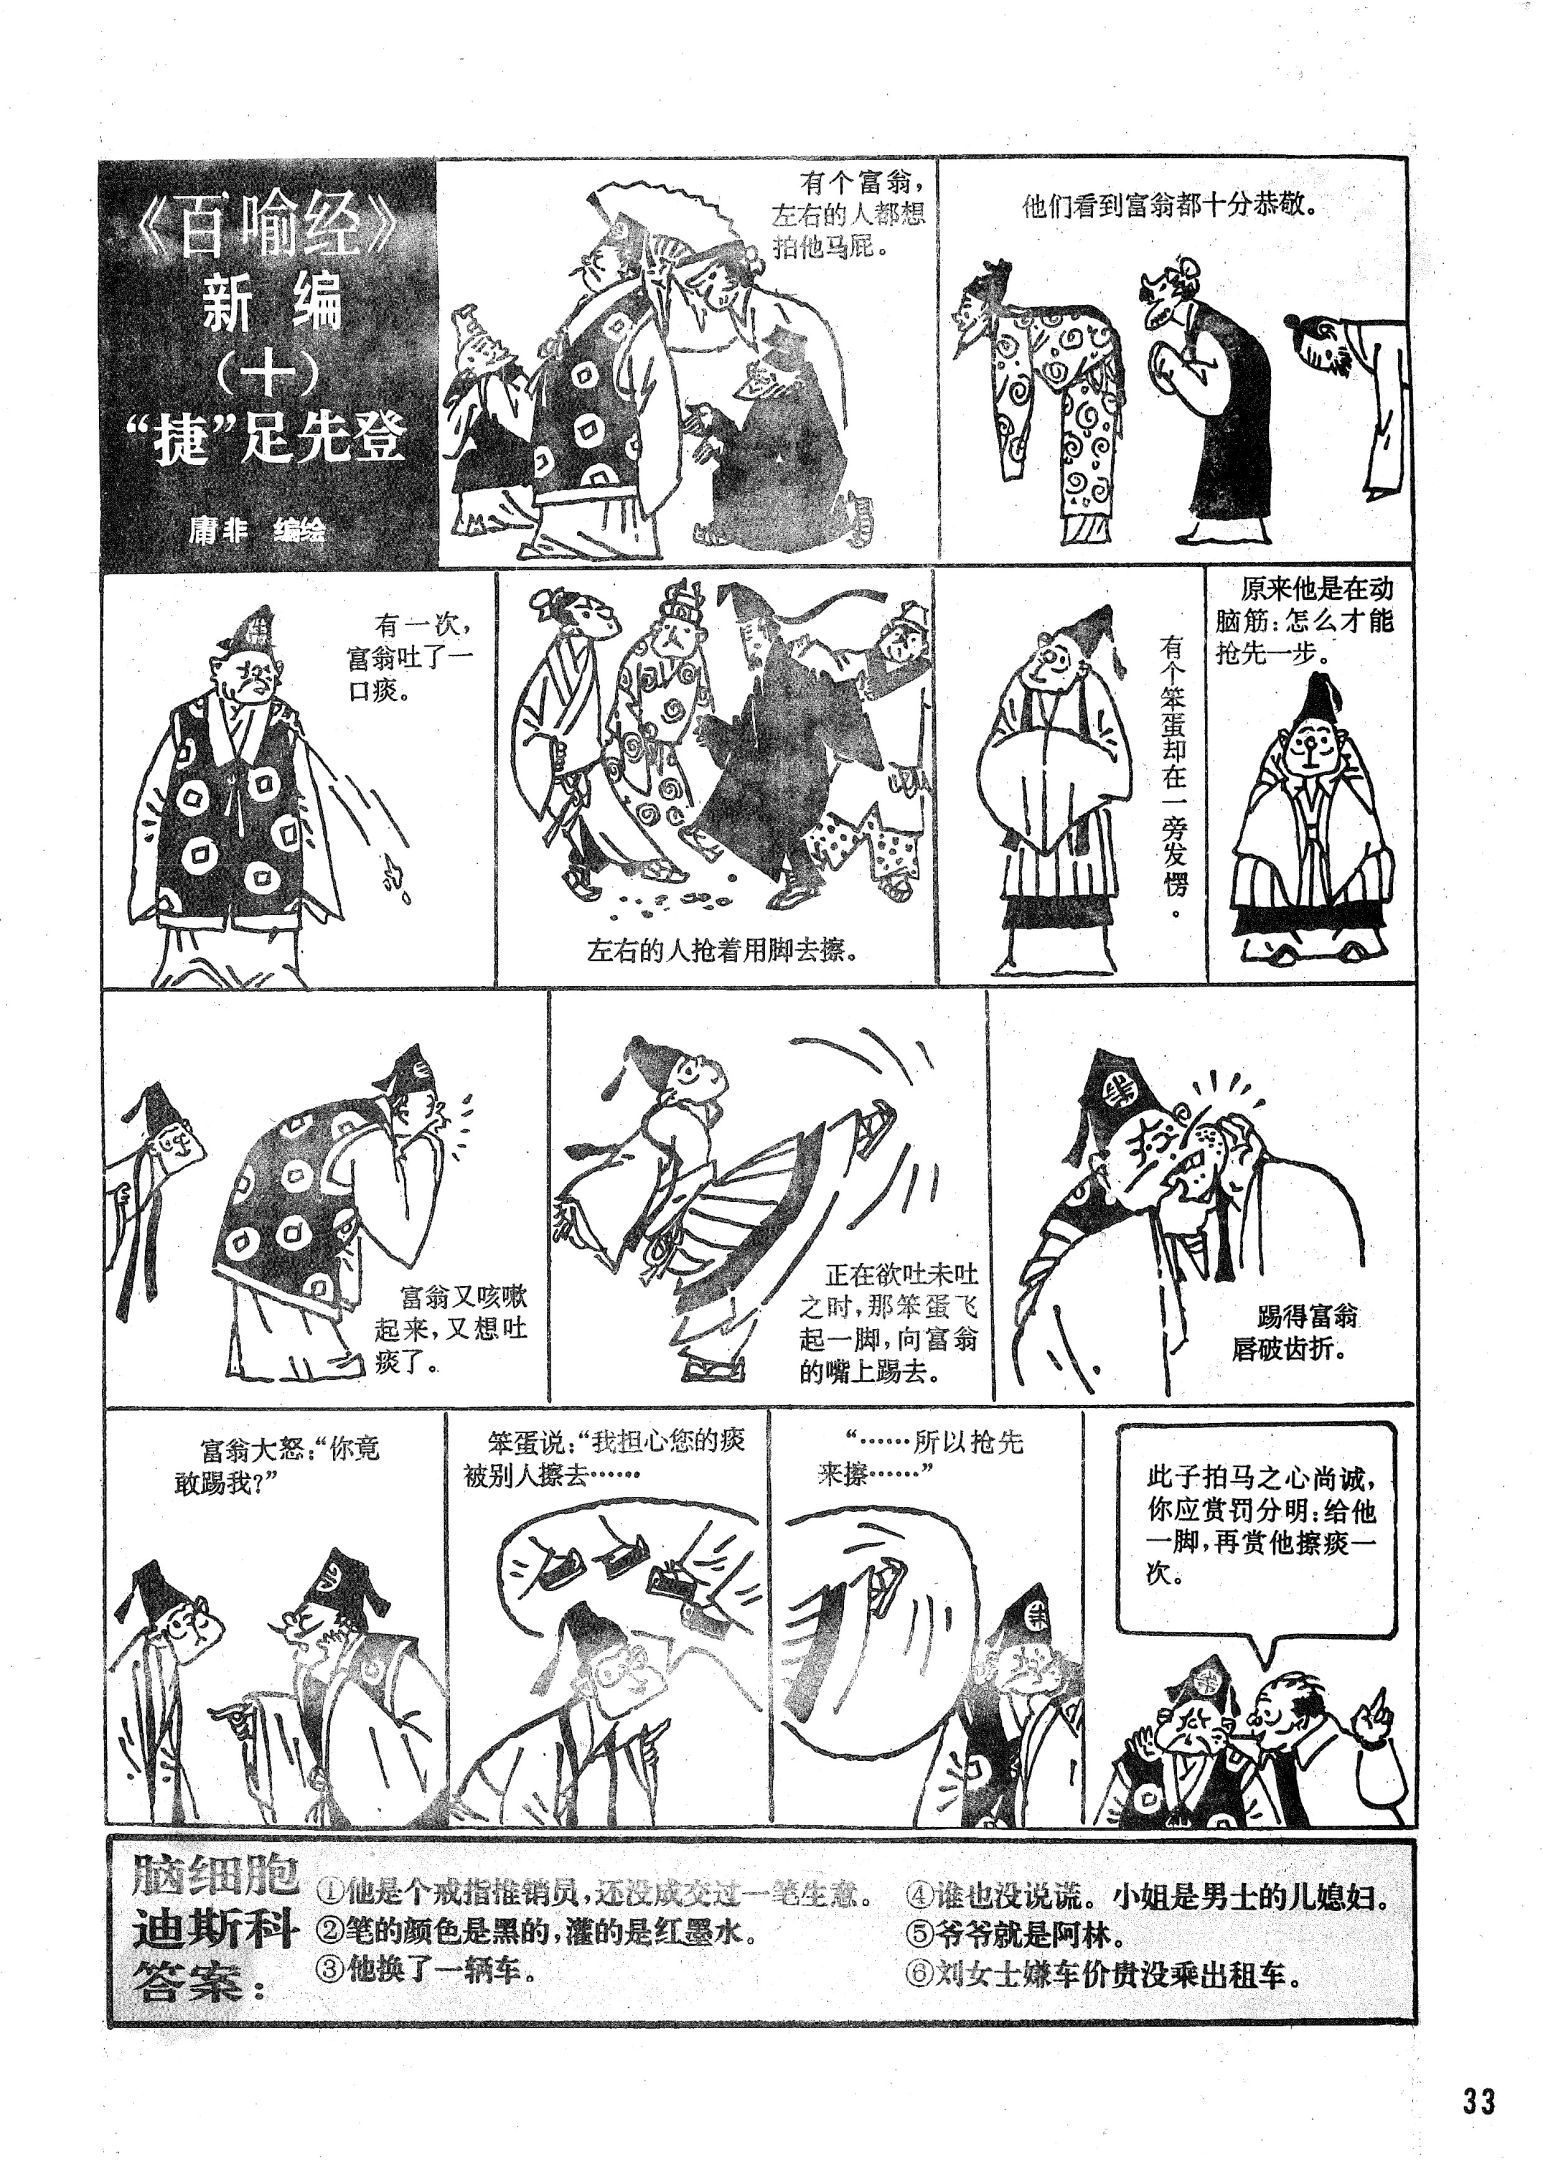 《百喻经》
新编
（十）
“捷”足先登
庸非 编绘
有个富翁，
左右的人都想
拍他马屁。
他们看到富翁都十分恭敬。
有一次，
富翁吐了一
口痰。
左右的人抢着用脚去擦。
有个笨蛋却在一旁发愣。
原来他是在动
脑筋：怎么才能
抢先一步。
富翁又咳嗽
起来，又想吐
痰了。
正在欲吐未吐
之时，那笨蛋飞
起一脚，向富翁
的嘴上踢去。
踢得富翁
唇破齿折。
富翁大怒：“你竟
敢踢我？”
笨蛋说：“我担心您的痰
被别人擦去……
“……所以抢先
来擦……”
此子拍马之心尚诚，
你应赏罚分明：给他
一脚，再赏他擦痰一
次。
脑细胞
迪斯科
答案：
①他是个戒指推销员，还没成交过一笔生意。
②笔的颜色是黑的，灌的是红墨水。
③他换了一辆车。
④谁也没说谎。小姐是男士的儿媳妇。
⑤爷爷就是阿林。
⑥刘女士嫌车价贵没乘出租车。
33